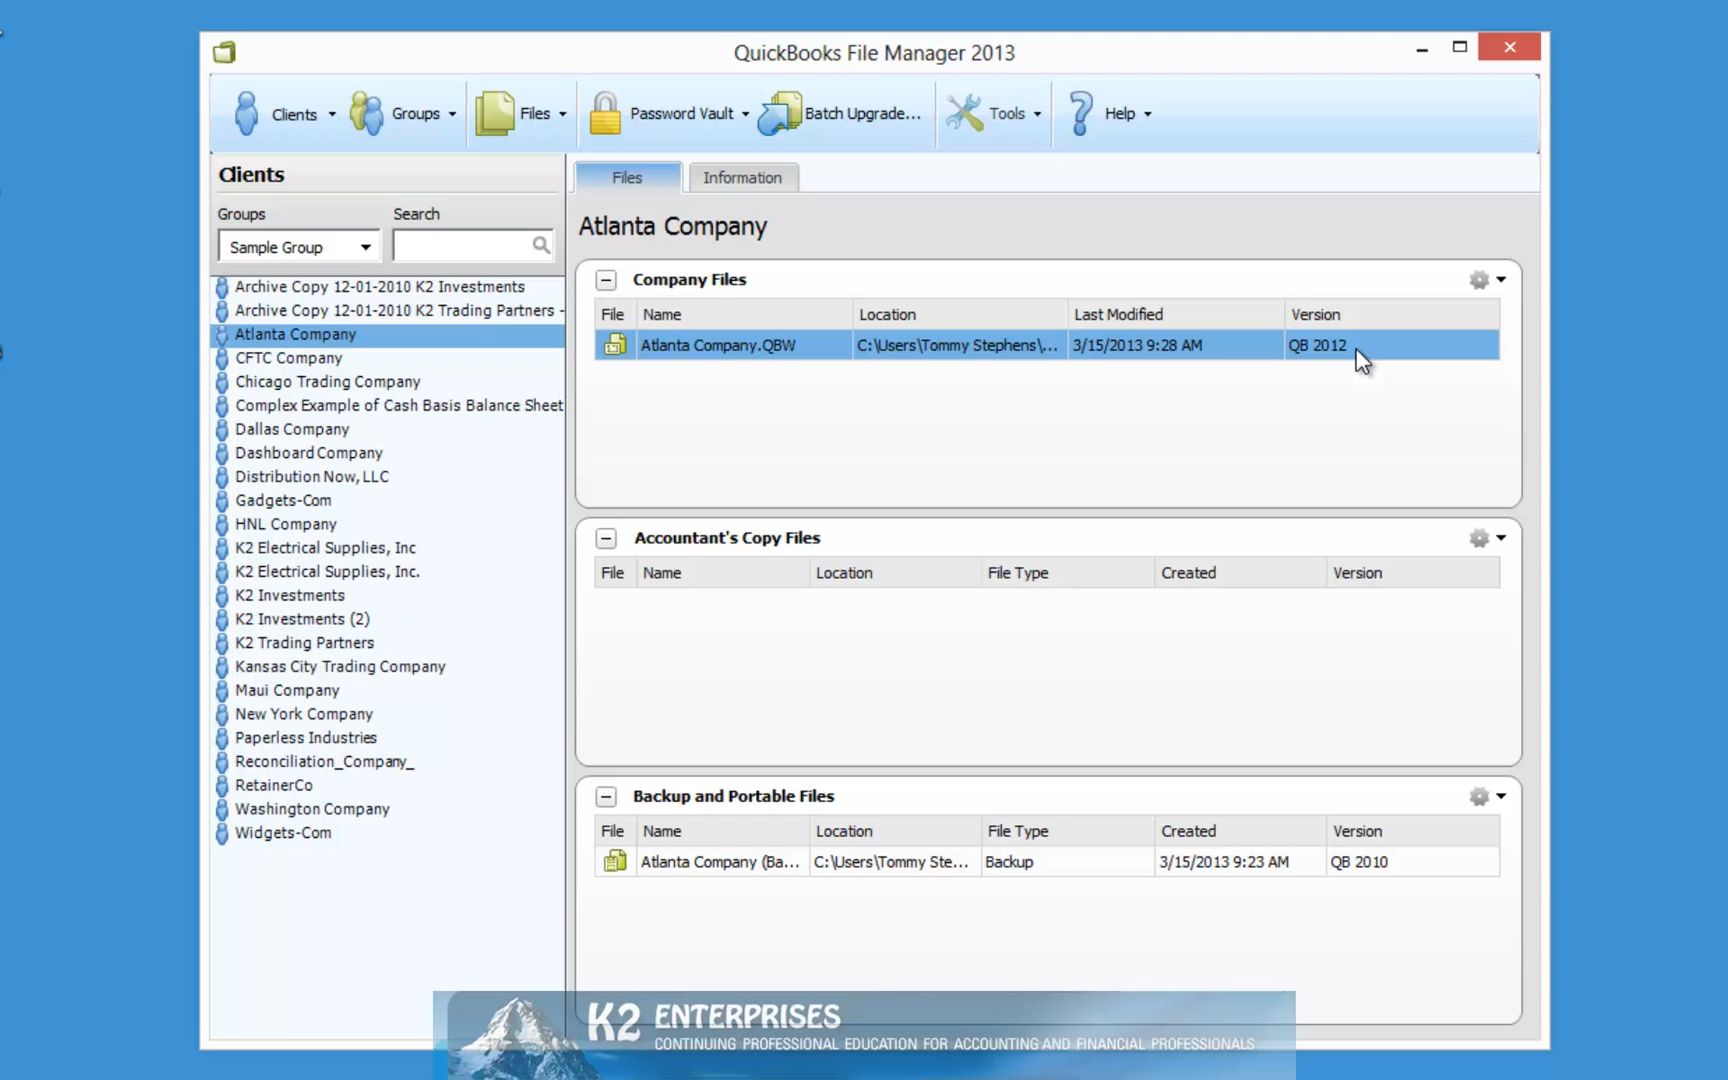 QuickBooks File Manager 2013
Clients Groups Files Password Vault Batch Upgrade... Tools Help
Clients
Groups Search
Sample Group
Archive Copy 12-01-2010 K2 Investments
Archive Copy 12-01-2010 K2 Trading Partners -
Atlanta Company
CFTC Company
Chicago Trading Company
Complex Example of Cash Basis Balance Sheet
Dallas Company
Dashboard Company
Distribution Now, LLC
Gadgets-Com
HNL Company
K2 Electrical Supplies, Inc
K2 Electrical Supplies, Inc.
K2 Investments
K2 Investments (2)
K2 Trading Partners
Kansas City Trading Company
Maui Company
New York Company
Paperless Industries
Reconciliation_Company_
RetainerCo
Washington Company
Widgets-Com
Files Information
Atlanta Company
Company Files
File Name Location Last Modified Version
Atlanta Company.QBW C:\Users\Tommy Stephens\... 3/15/2013 9:28 AM QB 2012
Accountant's Copy Files
File Name Location File Type Created Version
Backup and Portable Files
File Name Location File Type Created Version
Atlanta Company (Ba... C:\Users\Tommy Ste... Backup 3/15/2013 9:23 AM QB 2010
K2 ENTERPRISES
CONTINUING PROFESSIONAL EDUCATION FOR ACCOUNTING AND FINANCIAL PROFESSIONALS